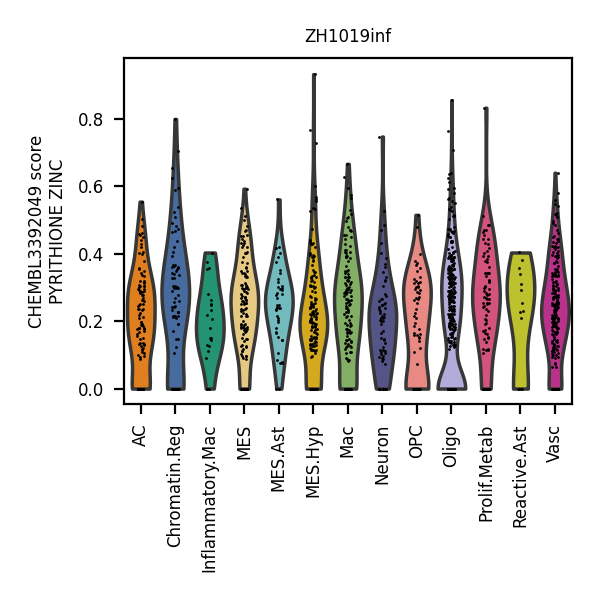 ZH1019inf
CHEMBL3392049 score
PYRITHIONE ZINC
0.8
0.6
0.4
0.2
0.0
AC
Chromatin.Reg
Inflammatory.Mac
MES
MES.Ast
MES.Hyp
Mac
Neuron
OPC
Oligo
Prolif.Metab
Reactive.Ast
Vasc